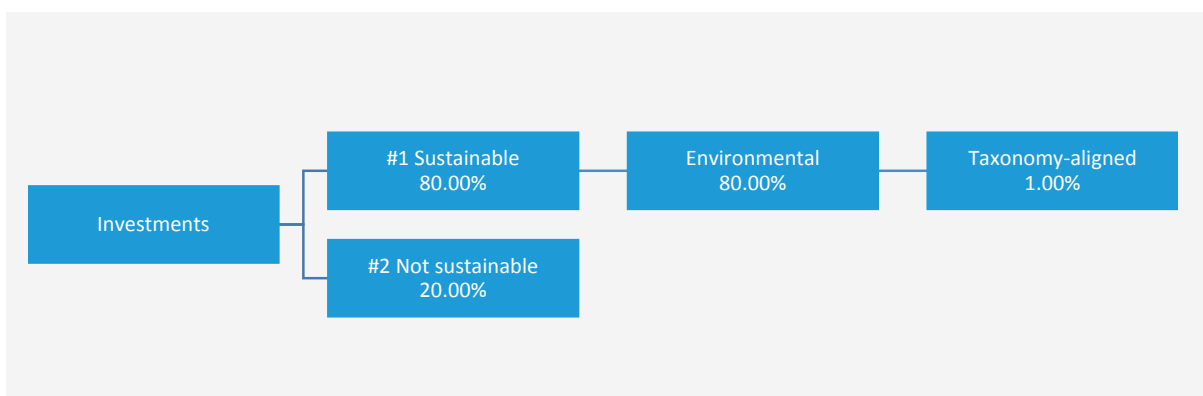 Investments
#1 Sustainable
80.00%
Environmental
80.00%
Taxonomy-aligned
1.00%
#2 Not sustainable
20.00%